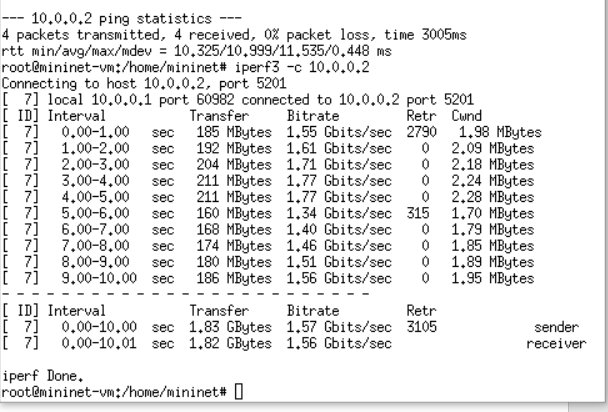 --- 10.0.0.2 ping statistics ---
4 packets transmitted, 4 received, 0% packet loss, time 3005ms
rtt min/avg/max/mdev = 10.325/10.999/11.535/0.448 ms
root@mininet-vm:/home/mininet# iperf3 -c 10.0.0.2
Connecting to host 10.0.0.2, port 5201
[  7] local 10.0.0.1 port 60982 connected to 10.0.0.2 port 5201
[ ID] Interval           Transfer     Bitrate         Retr  Cwnd
[  7]   0.00-1.00   sec   185 MBytes  1.55 Gbits/sec  2790   1.98 MBytes
[  7]   1.00-2.00   sec   192 MBytes  1.61 Gbits/sec    0   2.09 MBytes
[  7]   2.00-3.00   sec   204 MBytes  1.71 Gbits/sec    0   2.18 MBytes
[  7]   3.00-4.00   sec   211 MBytes  1.77 Gbits/sec    0   2.24 MBytes
[  7]   4.00-5.00   sec   211 MBytes  1.77 Gbits/sec    0   2.28 MBytes
[  7]   5.00-6.00   sec   160 MBytes  1.34 Gbits/sec  315   1.70 MBytes
[  7]   6.00-7.00   sec   168 MBytes  1.40 Gbits/sec    0   1.79 MBytes
[  7]   7.00-8.00   sec   174 MBytes  1.46 Gbits/sec    0   1.85 MBytes
[  7]   8.00-9.00   sec   180 MBytes  1.51 Gbits/sec    0   1.89 MBytes
[  7]   9.00-10.00  sec   186 MBytes  1.56 Gbits/sec    0   1.95 MBytes
- - - - - - - - - - - - - - - - - - - - - - - - -
[ ID] Interval           Transfer     Bitrate         Retr
[  7]   0.00-10.00  sec  1.83 GBytes  1.57 Gbits/sec  3105             sender
[  7]   0.00-10.01  sec  1.82 GBytes  1.56 Gbits/sec                  receiver

iperf Done.
root@mininet-vm:/home/mininet#